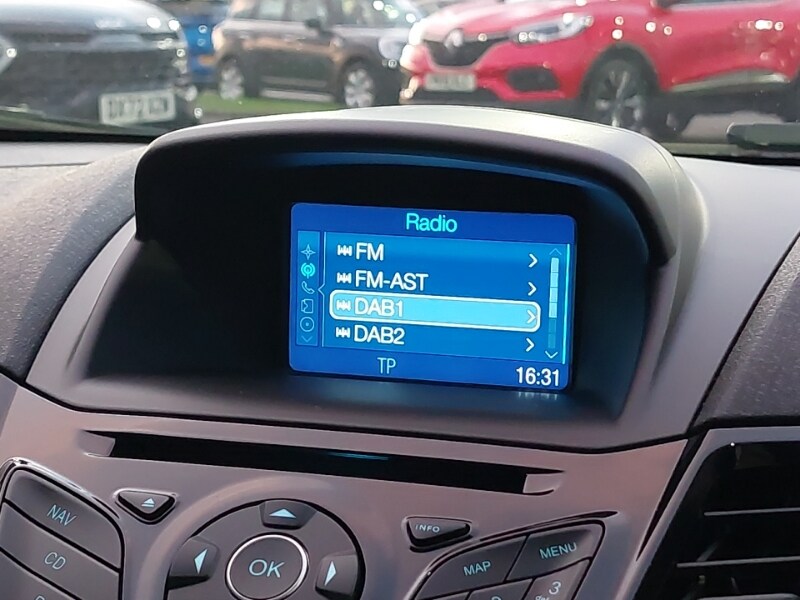 Radio
FM
FM-AST
DAB1
DAB2
TP
16:31
NAV
CD
OK
INFO
MAP
MENU
3